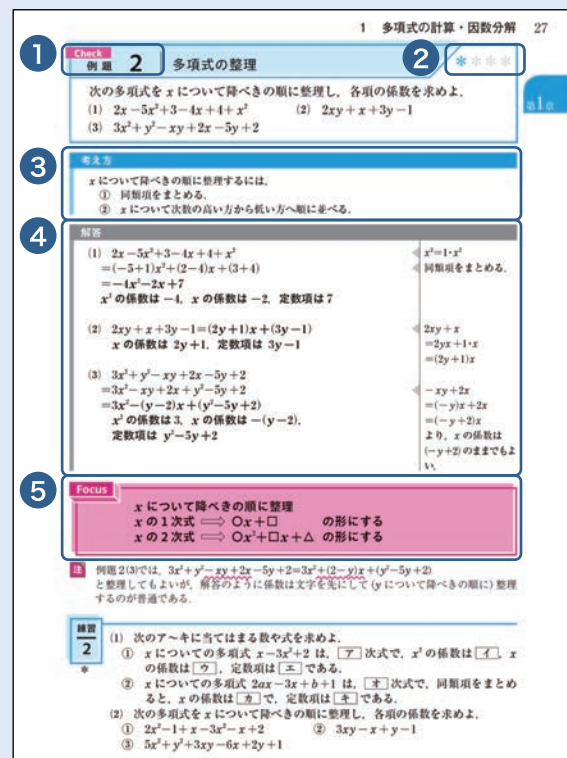 1 多項式の計算・因数分解 27
1
Check
例題 2 多項式の整理
2
****
次の多項式を x について降べきの順に整理し，各項の係数を求めよ．
(1) 2x−5x²+3−4x+4+x² (2) 2xy+x+3y−1
(3) 3x²+y²−xy+2x−5y+2
第1章
3
考え方
x について降べきの順に整理するには，
① 同類項をまとめる．
② x について次数の高い方から低い方へ順に並べる．
4
解答
(1) 2x−5x²+3−4x+4+x²
=(−5+1)x²+(2−4)x+(3+4)
=−4x²−2x+7
x² の係数は −4，x の係数は −2，定数項は 7
x²=1·x²
同類項をまとめる．
(2) 2xy+x+3y−1=(2y+1)x+(3y−1)
x の係数は 2y+1，定数項は 3y−1
2xy+x
=2yx+1·x
=(2y+1)x
(3) 3x²+y²−xy+2x−5y+2
=3x²−xy+2x+y²−5y+2
=3x²−(y−2)x+(y²−5y+2)
x² の係数は 3，x の係数は −(y−2)，
定数項は y²−5y+2
−xy+2x
=(−y)x+2x
=(−y+2)x
より，x の係数は
(−y+2) のままでもよ
い．
5
Focus
x について降べきの順に整理
x の1次式 ⟹ ○x+□ の形にする
x の2次式 ⟹ ○x²+□x+△ の形にする
注 例題 2(3)では，3x²+y²−xy+2x−5y+2=3x²+(2−y)x+(y²−5y+2)
と整理してもよいが，解答のように係数は文字を先にして (y について降べきの順に) 整理
するのが普通である．
練習
2
*
(1) 次のア～キに当てはまる数や式を求めよ．
① x についての多項式 x−3x²+2 は，ア 次式で，x² の係数は イ，x
の係数は ウ，定数項は エ である．
② x についての多項式 2ax−3x+b+1 は，オ 次式で，同類項をまとめ
ると，x の係数は カ で，定数項は キ である．
(2) 次の多項式を x について降べきの順に整理し，各項の係数を求めよ．
① 2x²−1+x−3x²−x+2 ② 3xy−x+y−1
③ 5x²+y²+3xy−6x+2y+1